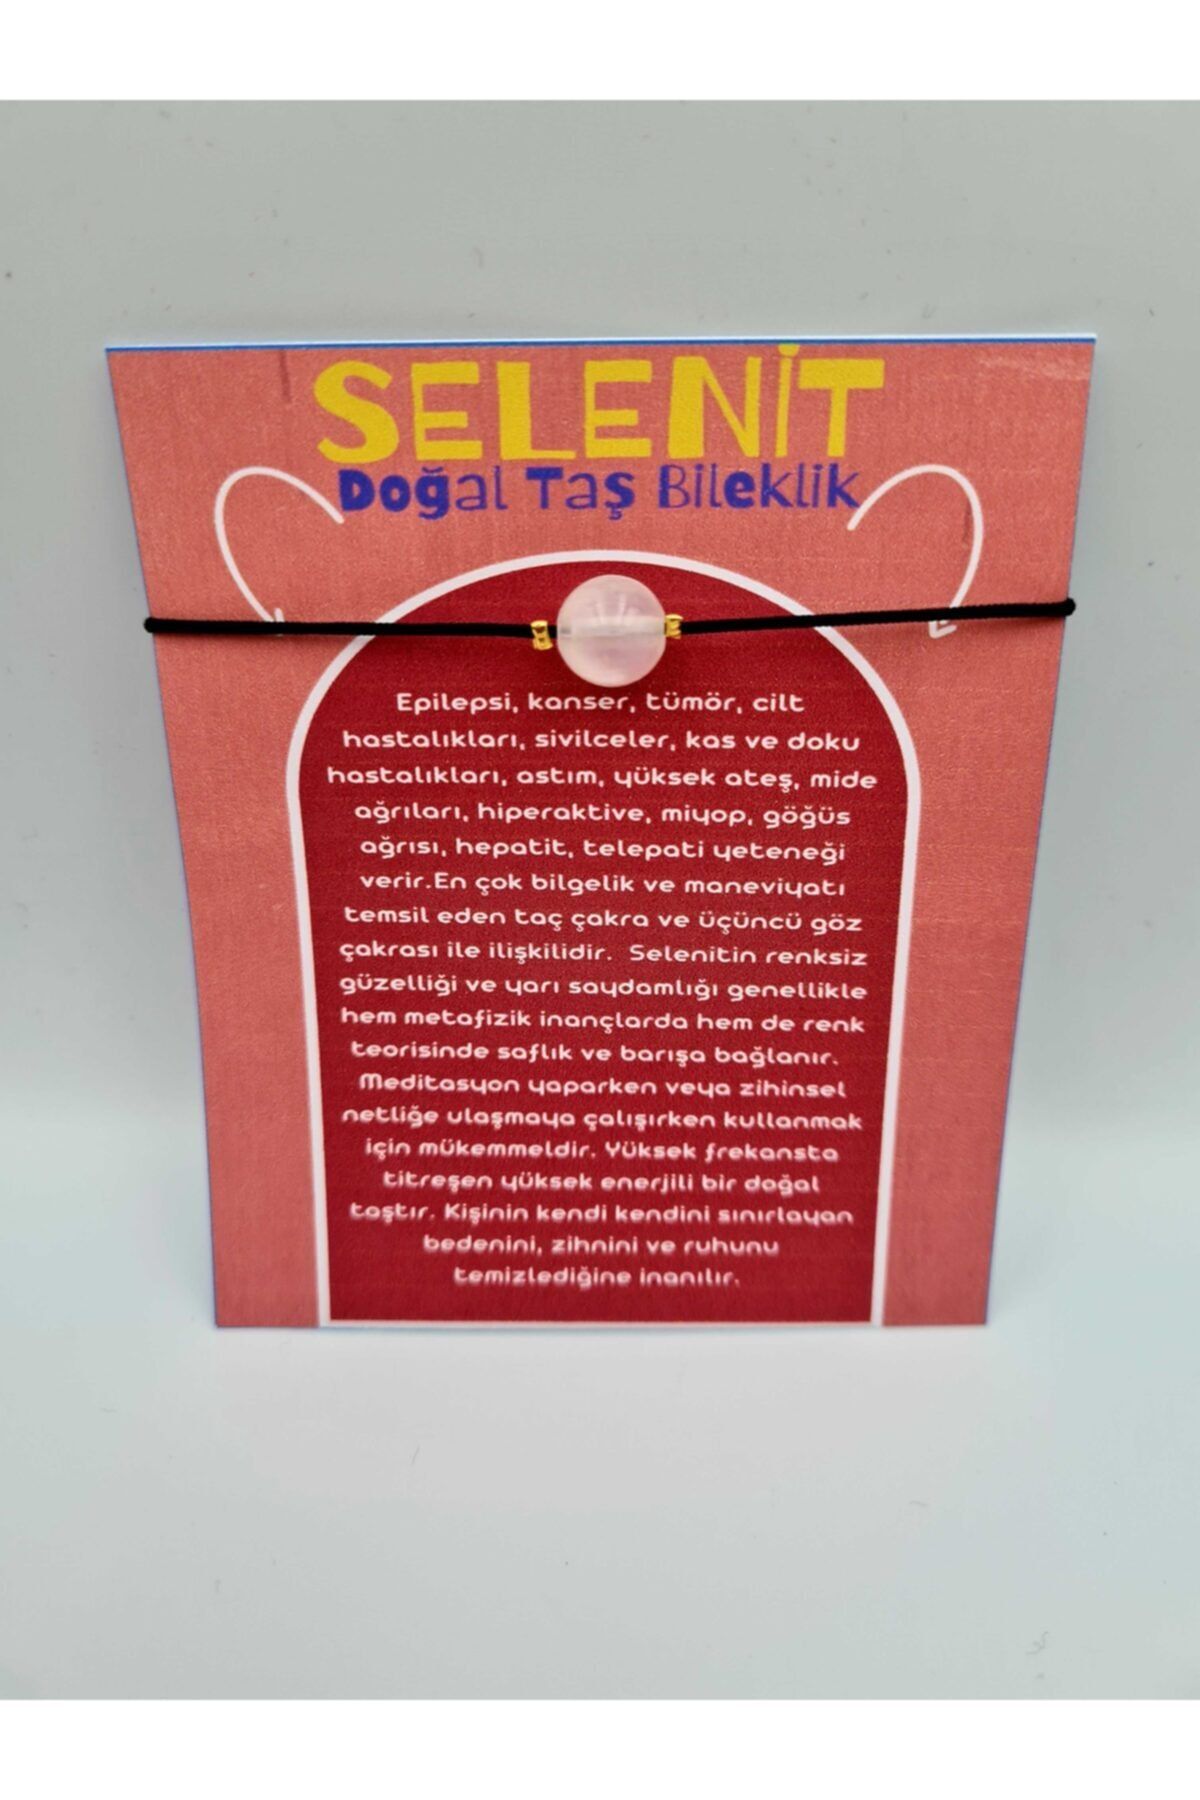 SELENİT
Doğal Taş Bileklik
Epilepsi, kanser, tümör, cilt
hastalıkları, sivilceler, kas ve doku
hastalıkları, astım, yüksek ateş, mide
ağrıları, hiperaktive, miyop, göğüs
ağrısı, hepatit, telepati yeteneği
verir.En çok bilgelik ve maneviyatı
temsil eden taç çakra ve üçüncü göz
çakrası ile ilişkilidir. Selenitin renksiz
güzelliği ve yarı saydamlığı genellikle
hem metafizik inançlarda hem de renk
teorisinde saflık ve barışa bağlanır.
Meditasyon yaparken veya zihinsel
netliğe ulaşmaya çalışırken kullanmak
için mükemmeldir. Yüksek frekansta
titreşen yüksek enerjili bir doğal
taştır. Kişinin kendi kendini sınırlayan
bedenini, zihnini ve ruhunu
temizlediğine inanılır.